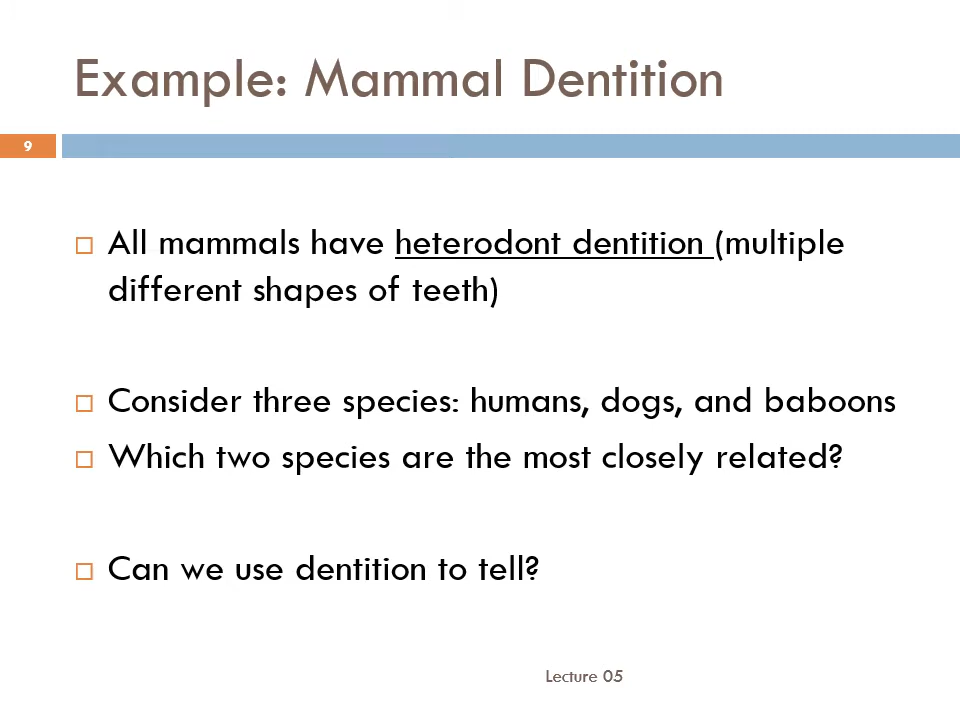 Example: Mammal Dentition
9
All mammals have heterodont dentition (multiple
different shapes of teeth)
Consider three species: humans, dogs, and baboons
Which two species are the most closely related?
Can we use dentition to tell?
Lecture 05